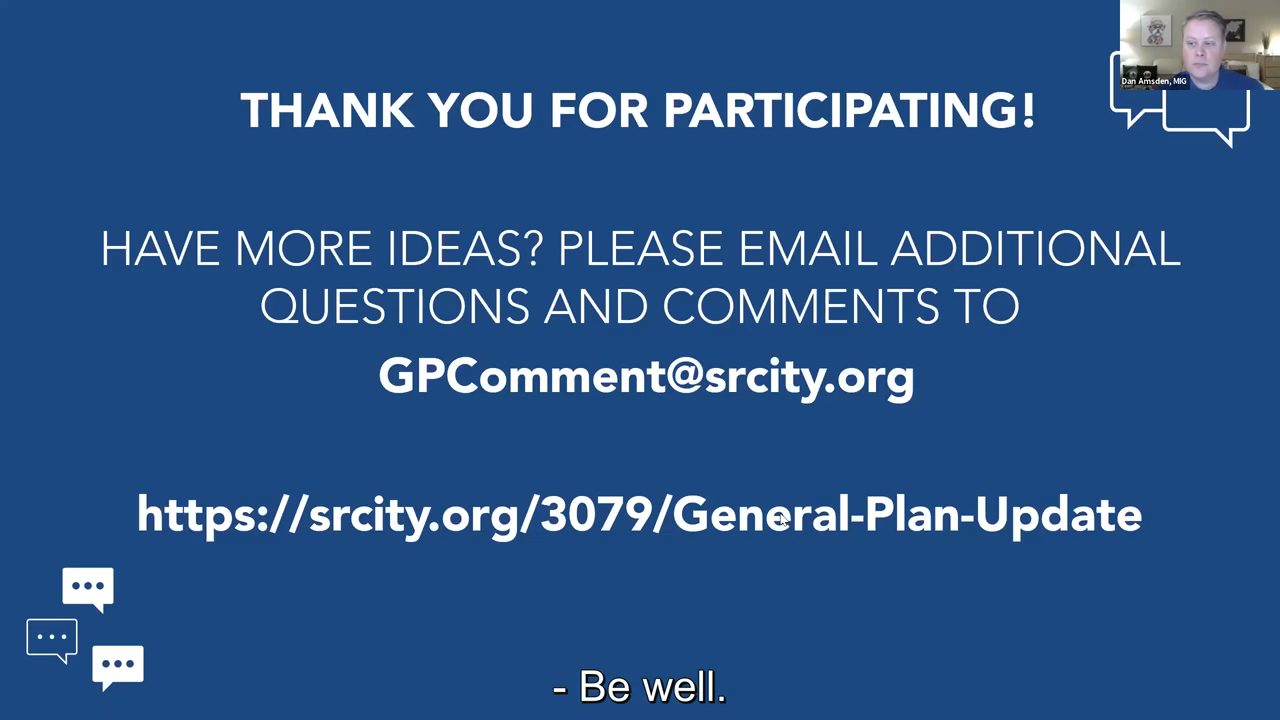 Dan Amsden, MIG
THANK YOU FOR PARTICIPATING!
HAVE MORE IDEAS? PLEASE EMAIL ADDITIONAL
QUESTIONS AND COMMENTS TO
GPComment@srcity.org
https://srcity.org/3079/General-Plan-Update
- Be well.